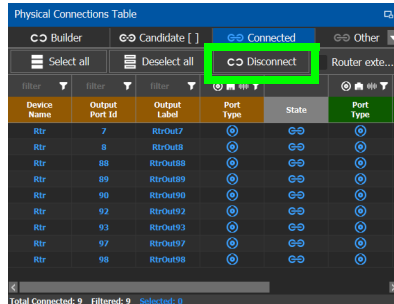 Physical Connections Table
Builder Candidate [ ] Connected Other
Select all Deselect all Disconnect Router exte...
filter filter filter
Device Name Output Port Id Output Label Port Type State Port Type
Rtr 7 RtrOut7
Rtr 8 RtrOut8
Rtr 88 RtrOut88
Rtr 89 RtrOut89
Rtr 90 RtrOut90
Rtr 92 RtrOut92
Rtr 93 RtrOut93
Rtr 97 RtrOut97
Rtr 98 RtrOut98
Total Connected: 9 Filtered: 9 Selected: 0